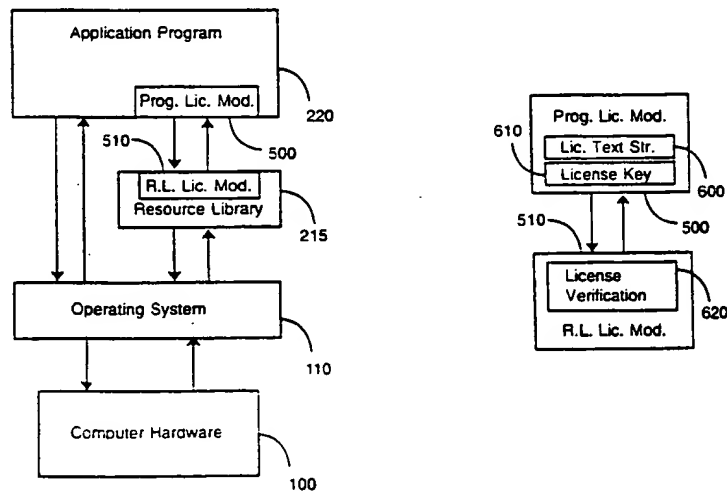 Application Program
Prog. Lic. Mod.
220
510
500
R.L. Lic. Mod.
Resource Library
215
Operating System
110
Computer Hardware
100
Prog. Lic. Mod.
610
Lic. Text Str.
License Key
600
510
500
License
Verification
620
R.L. Lic. Mod.